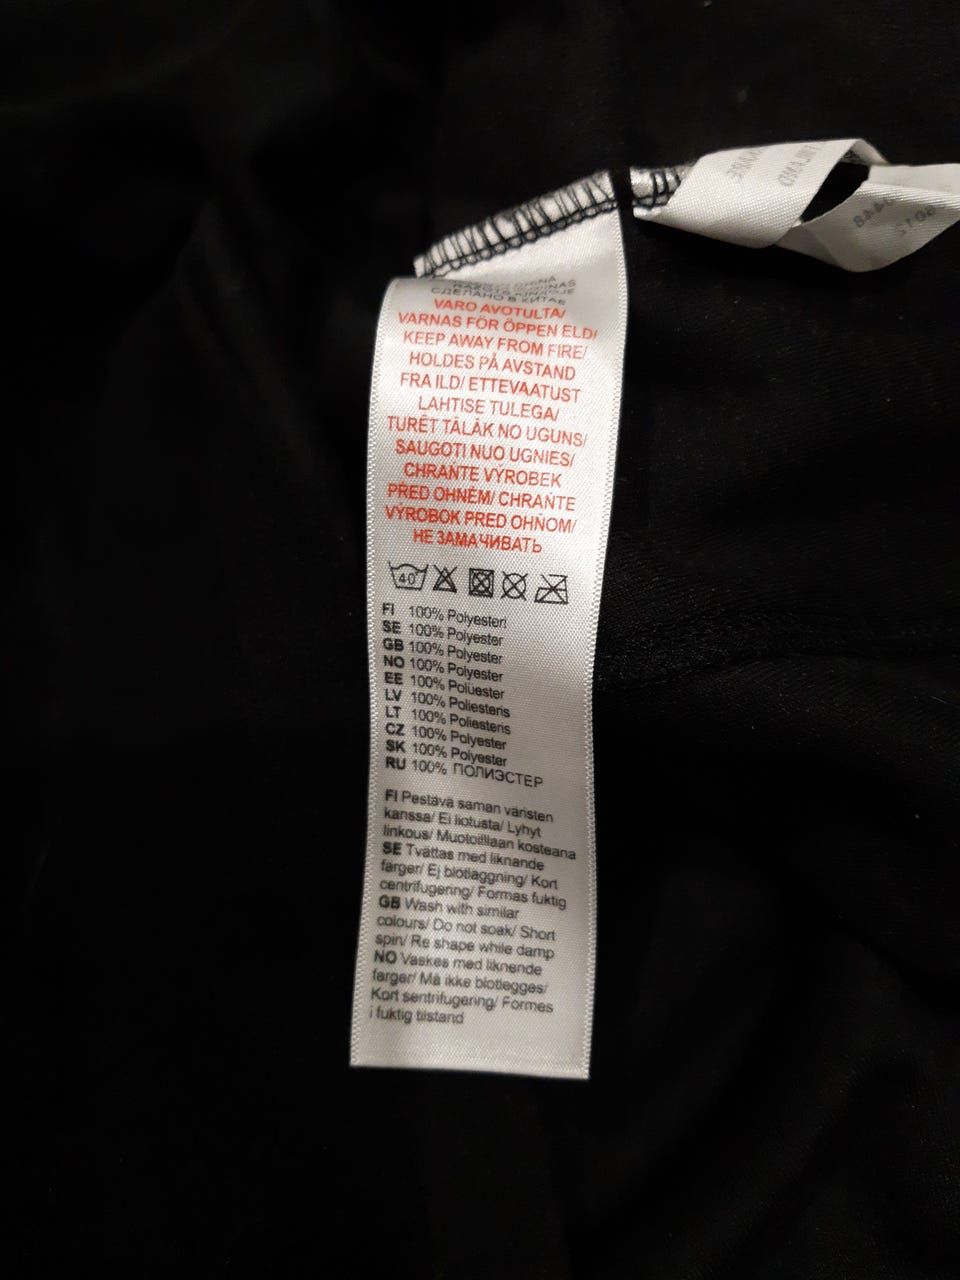 СДЕЛАНО В КИТАЕ
VARO AVOTULTA/
VARNAS FÖR ÖPPEN ELD/
KEEP AWAY FROM FIRE/
HOLDES PÅ AVSTAND
FRA ILD/ ETTEVAATUST
LAHTISE TULEGA/
TURĒT TĀLĀK NO UGUNS/
SAUGOTI NUO UGNIES/
CHRAŇTE VÝROBEK
PŘED OHNĚM/ CHRAŇTE
VÝROBOK PRED OHŇOM/
НЕ ЗАМАЧИВАТЬ
40
FI 100% Polyesteri
SE 100% Polyester
GB 100% Polyester
NO 100% Polyester
EE 100% Polüester
LV 100% Poliesteris
LT 100% Poliesteris
CZ 100% Polyester
SK 100% Polyester
RU 100% ПОЛИЭСТЕР
FI Pestävä saman väristen
kanssa/ Ei liotusta/ Lyhyt
linkous/ Muotoillaan kosteana
SE Tvättas med liknande
färger/ Ej blötläggning/ Kort
centrifugering/ Formas fuktig
GB Wash with similar
colours/ Do not soak/ Short
spin/ Re shape while damp
NO Vaskes med liknende
farger/ Må ikke bløtlegges/
Kort sentrifugering/ Formes
i fuktig tilstand